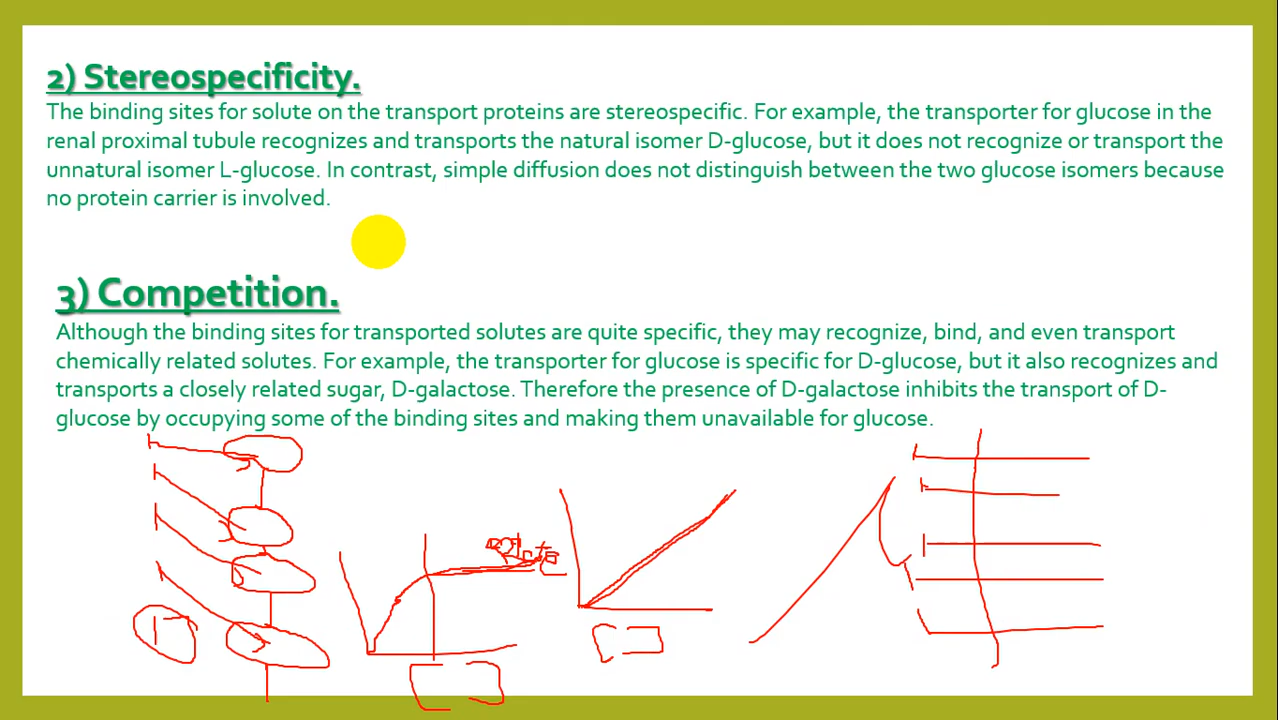 2) Stereospecificity.
The binding sites for solute on the transport proteins are stereospecific. For example, the transporter for glucose in the
renal proximal tubule recognizes and transports the natural isomer D-glucose, but it does not recognize or transport the
unnatural isomer L-glucose. In contrast, simple diffusion does not distinguish between the two glucose isomers because
no protein carrier is involved.
3) Competition.
Although the binding sites for transported solutes are quite specific, they may recognize, bind, and even transport
chemically related solutes. For example, the transporter for glucose is specific for D-glucose, but it also recognizes and
transports a closely related sugar, D-galactose. Therefore the presence of D-galactose inhibits the transport of D-
glucose by occupying some of the binding sites and making them unavailable for glucose.